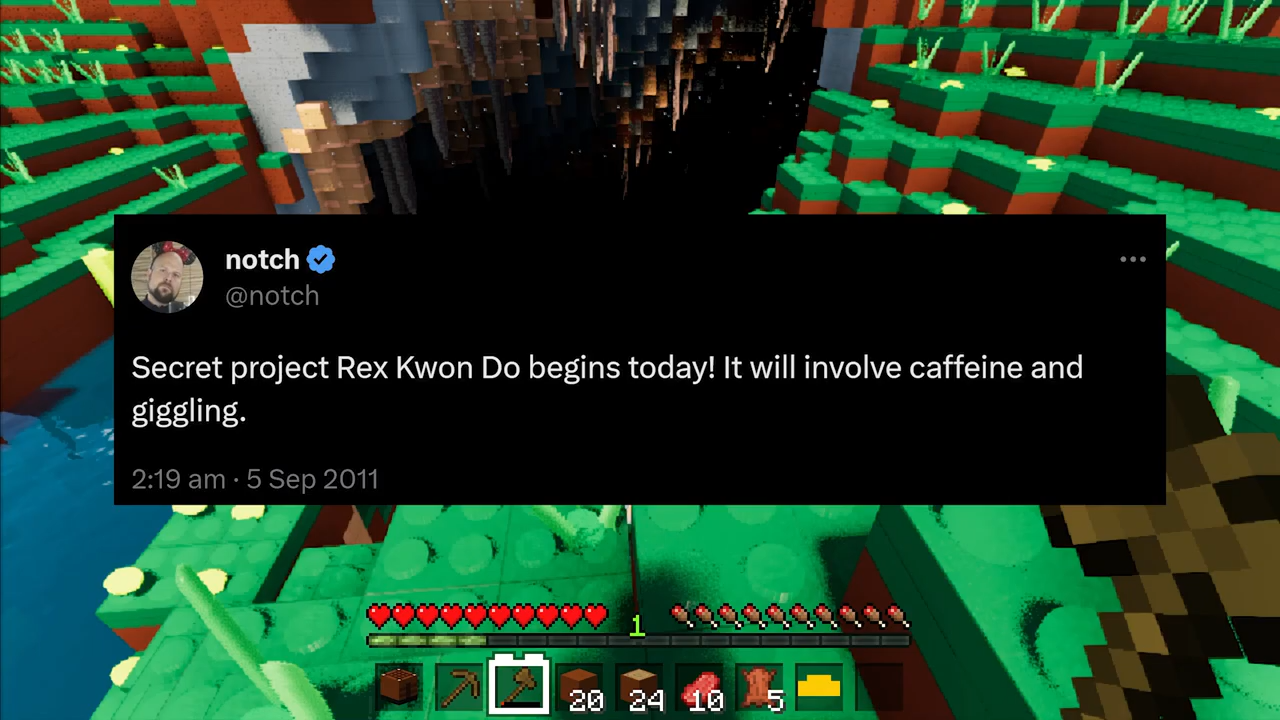 notch
@notch
Secret project Rex Kwon Do begins today! It will involve caffeine and
giggling.
2:19 am · 5 Sep 2011
1
20
24
10
5